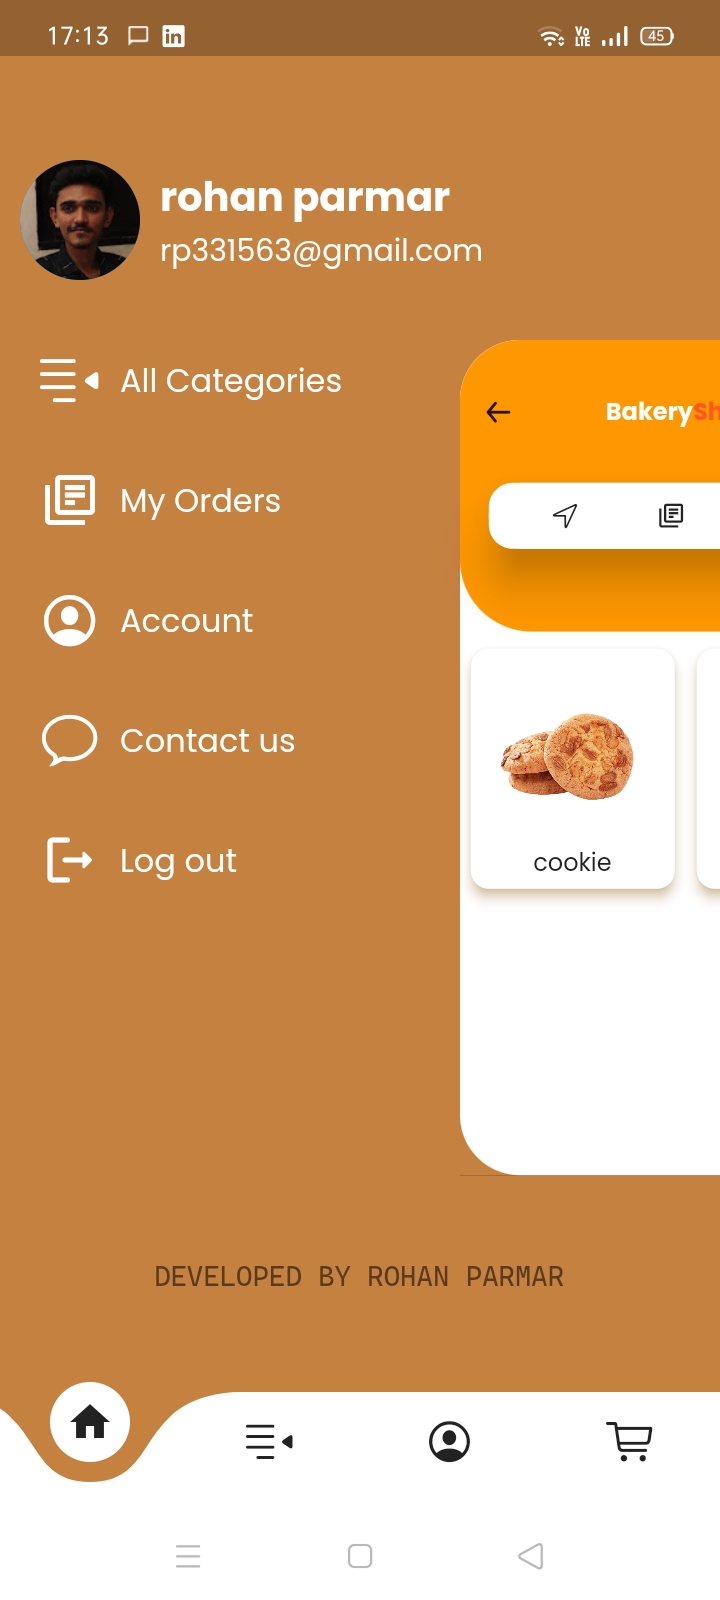 17:13
in
Vo
LTE
45
rohan parmar
rp331563@gmail.com
All Categories
BakerySh
My Orders
Account
Contact us
cookie
Log out
DEVELOPED BY ROHAN PARMAR